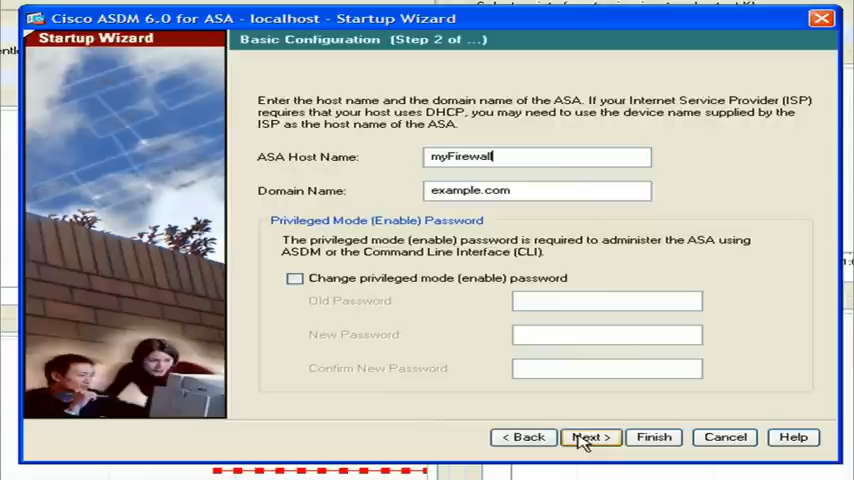 Cisco ASDM 6.0 for ASA - localhost - Startup Wizard
Startup Wizard
Basic Configuration (Step 2 of ...)
Enter the host name and the domain name of the ASA. If your Internet Service Provider (ISP)
requires that your host uses DHCP, you may need to use the device name supplied by the
ISP as the host name of the ASA.
ASA Host Name: myFirewall
Domain Name: example.com
Privileged Mode (Enable) Password
The privileged mode (enable) password is required to administer the ASA using
ASDM or the Command Line Interface (CLI).
Change privileged mode (enable) password
Old Password
New Password:
Confirm New Password
< Back Next > Finish Cancel Help